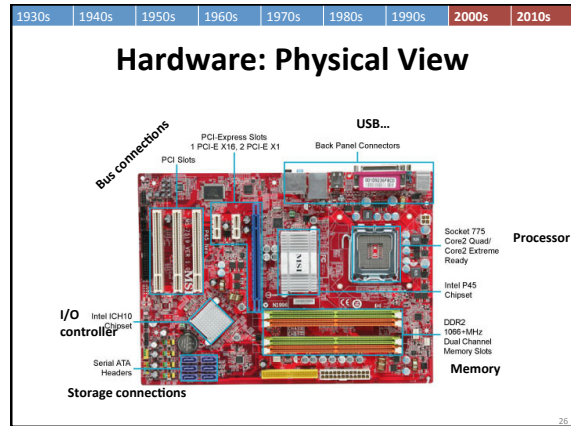 1930s 1940s 1950s 1960s 1970s 1980s 1990s 2000s 2010s
Hardware: Physical View
USB...
Bus connections
PCI-Express Slots
1 PCI-E X16, 2 PCI-E X1
Back Panel Connectors
PCI Slots
Socket 775
Core2 Quad/
Core2 Extreme
Ready
Processor
MSI
MSI
Intel P45
Chipset
I/O
controller
Intel ICH10
Chipset
N1996
CE
DDR2
1066+MHz
Dual Channel
Memory Slots
Memory
Serial ATA
Headers
Storage connections
26